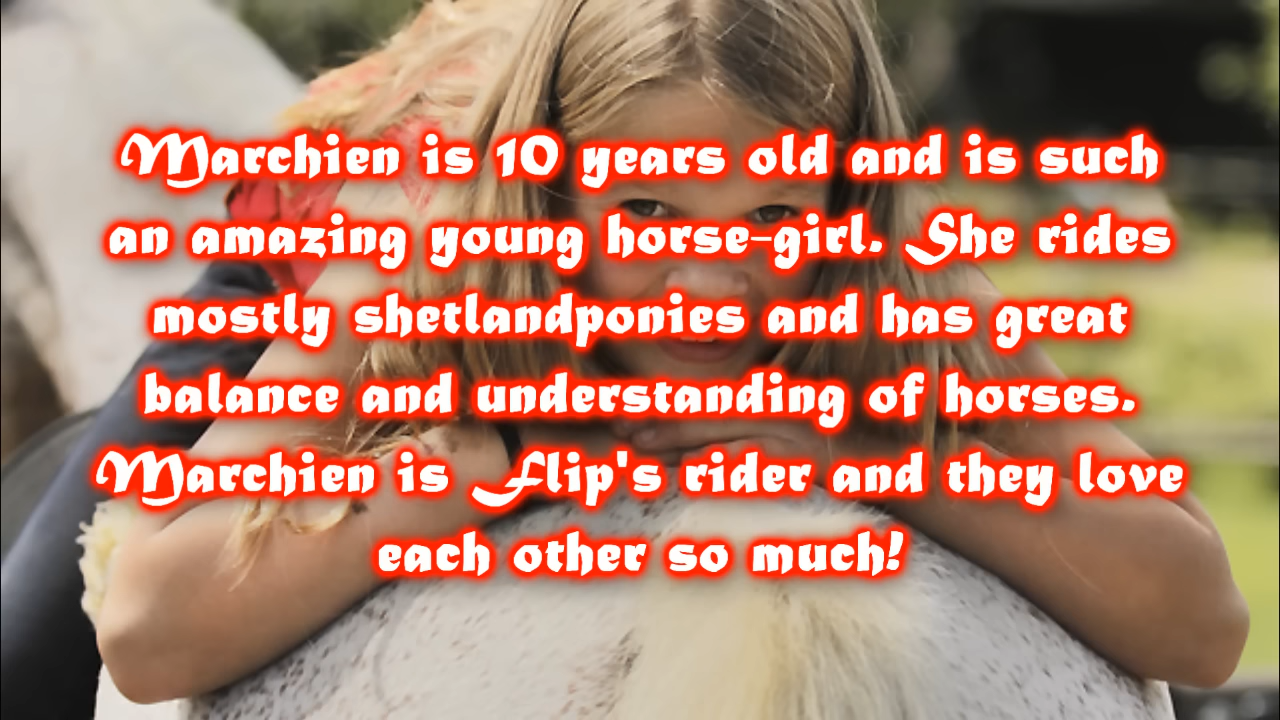 Marchien is 10 years old and is such
an amazing young horse-girl. She rides
mostly shetlandponies and has great
balance and understanding of horses.
Marchien is Flip's rider and they love
each other so much!